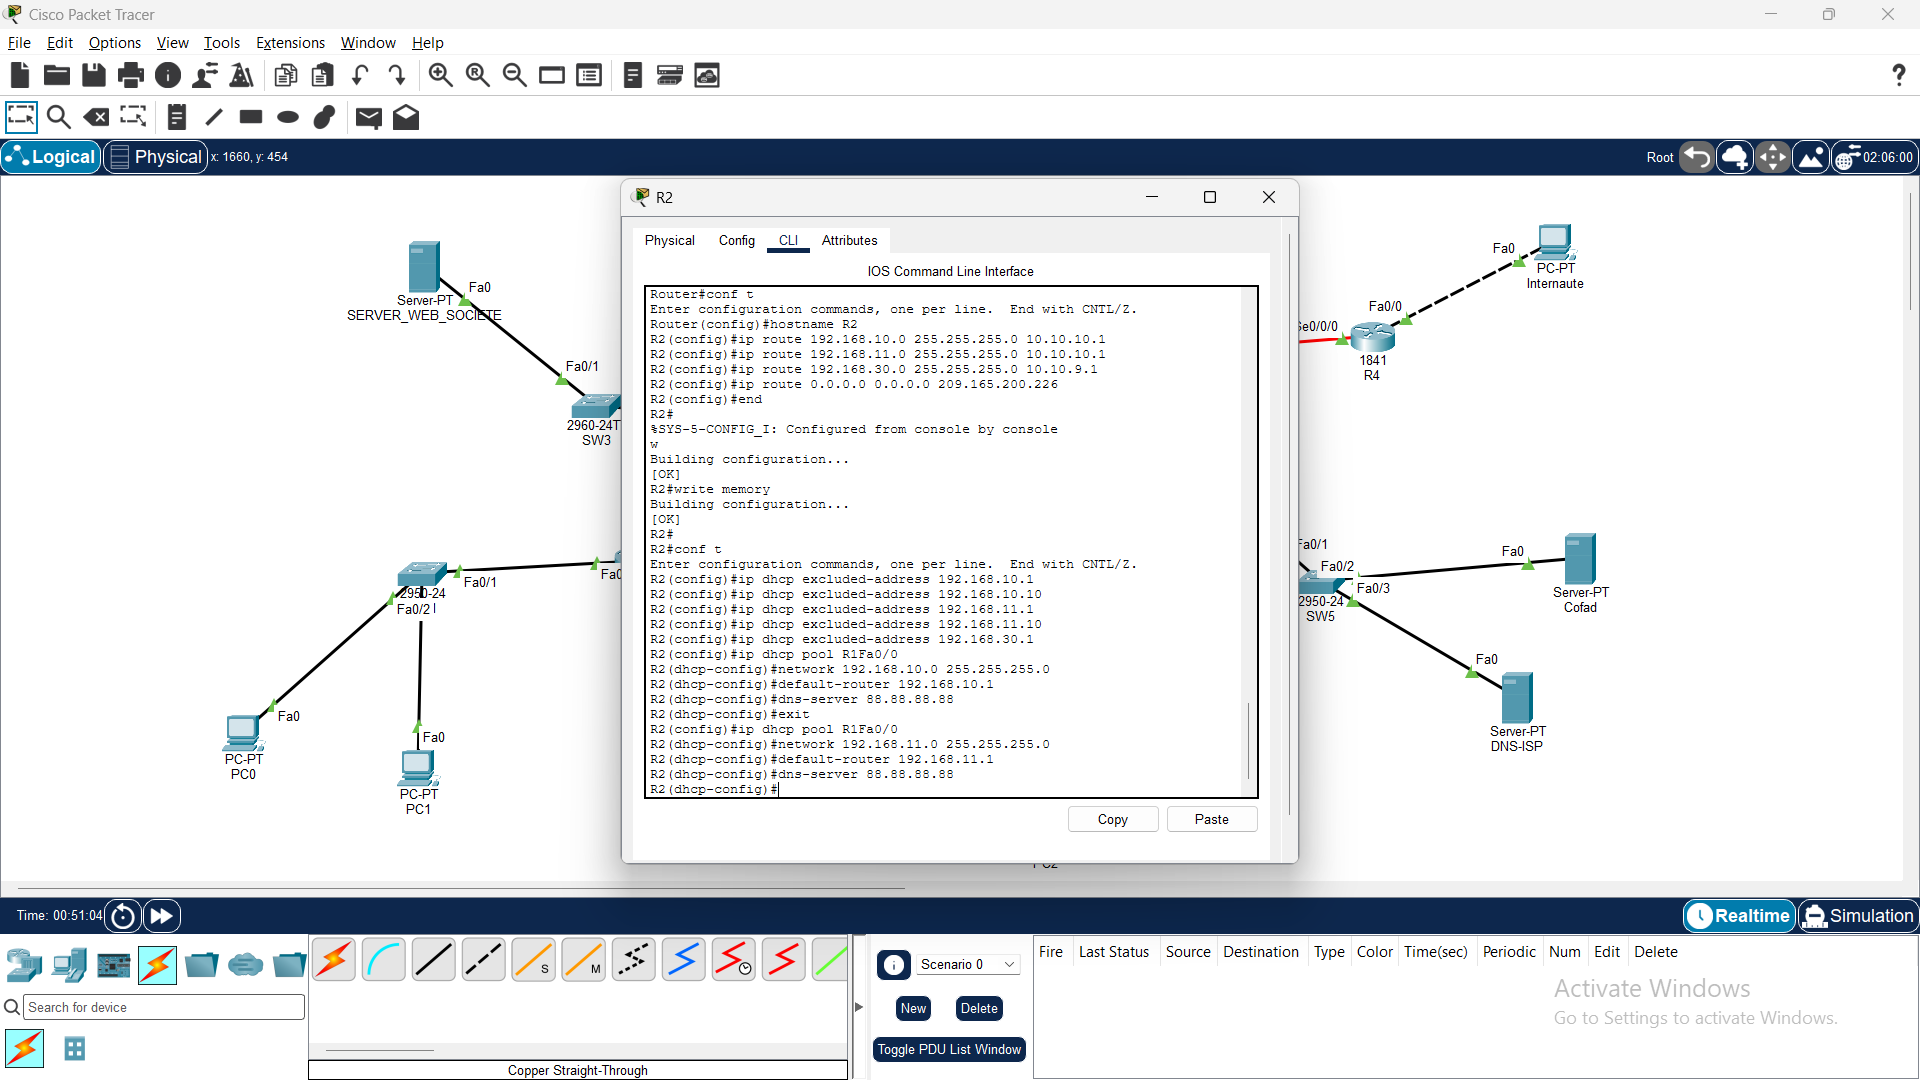 Cisco Packet Tracer
File Edit Options View Tools Extensions Window Help
Logical Physical x: 1660, y: 454 Root 02:06:00
R2
Physical Config CLI Attributes
IOS Command Line Interface
Router#conf t
Enter configuration commands, one per line. End with CNTL/Z.
Router(config)#hostname R2
R2(config)#ip route 192.168.10.0 255.255.255.0 10.10.10.1
R2(config)#ip route 192.168.11.0 255.255.255.0 10.10.10.1
R2(config)#ip route 192.168.30.0 255.255.255.0 10.10.9.1
R2(config)#ip route 0.0.0.0 0.0.0.0 209.165.200.226
R2(config)#end
R2#
%SYS-5-CONFIG_I: Configured from console by console
w
Building configuration...
[OK]
R2#write memory
Building configuration...
[OK]
R2#
R2#conf t
Enter configuration commands, one per line. End with CNTL/Z.
R2(config)#ip dhcp excluded-address 192.168.10.1
R2(config)#ip dhcp excluded-address 192.168.10.10
R2(config)#ip dhcp excluded-address 192.168.11.1
R2(config)#ip dhcp excluded-address 192.168.11.10
R2(config)#ip dhcp excluded-address 192.168.30.1
R2(config)#ip dhcp pool R1Fa0/0
R2(dhcp-config)#network 192.168.10.0 255.255.255.0
R2(dhcp-config)#default-router 192.168.10.1
R2(dhcp-config)#dns-server 88.88.88.88
R2(dhcp-config)#exit
R2(config)#ip dhcp pool R1Fa0/0
R2(dhcp-config)#network 192.168.11.0 255.255.255.0
R2(dhcp-config)#default-router 192.168.11.1
R2(dhcp-config)#dns-server 88.88.88.88
R2(dhcp-config)#
Copy Paste
Fa0
Server-PT
SERVER_WEB_SOCIETE
Fa0/1
2960-24T
SW3
Fa0/1
2950-24
Fa0/2
Fa0
PC-PT
PC0
Fa0
PC-PT
PC1
Fa0
PC-PT
Internaute
Fa0/0
Se0/0/0
1841
R4
Fa0/1
Fa0/2
Fa0/3
2950-24
SW5
Fa0
Server-PT
Cofad
Fa0
Server-PT
DNS-ISP
Time: 00:51:04 Realtime Simulation
Search for device
S
M
Copper Straight-Through
Scenario 0
New Delete
Toggle PDU List Window
Fire Last Status Source Destination Type Color Time(sec) Periodic Num Edit Delete
Activate Windows
Go to Settings to activate Windows.